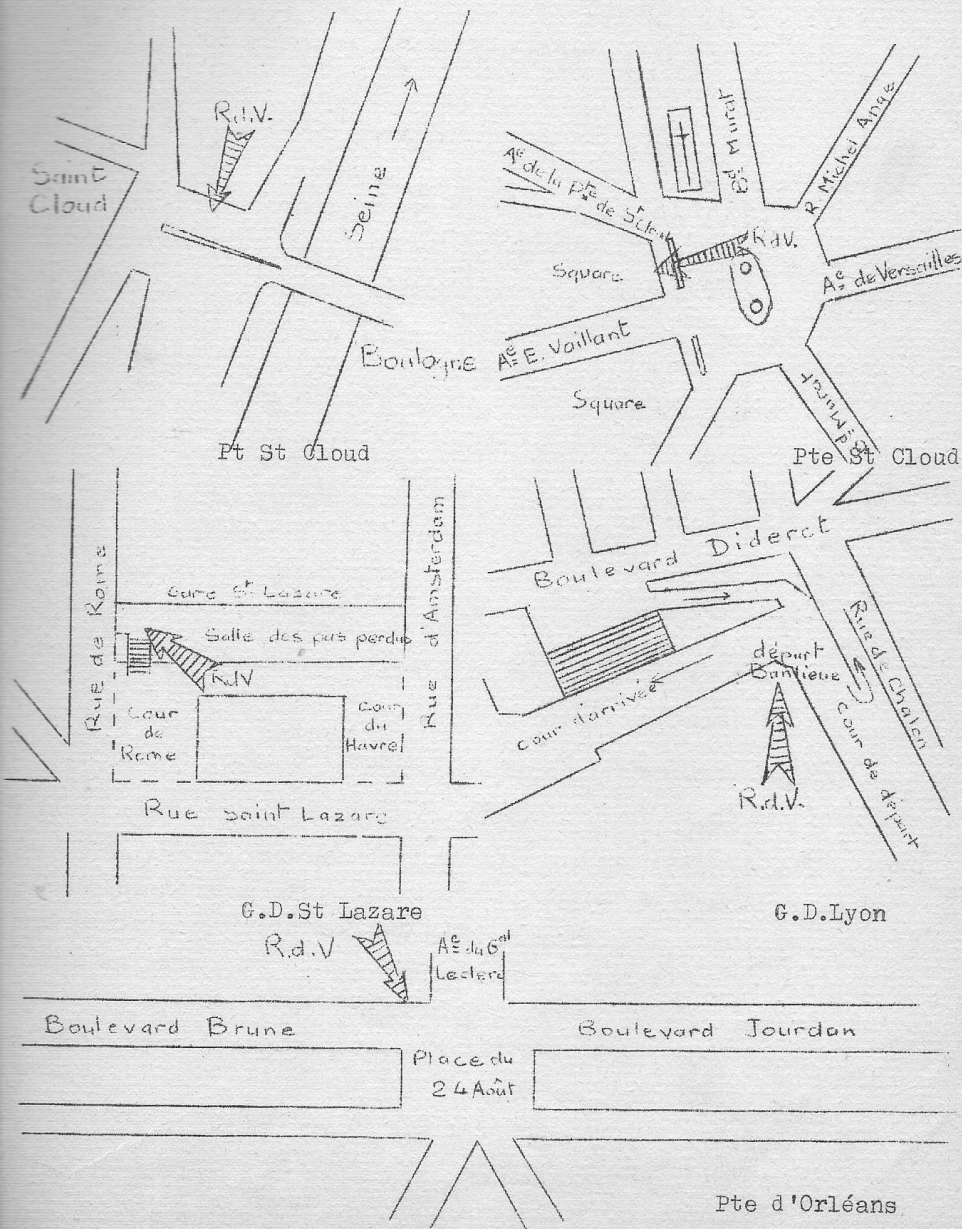 R.d.V.
Saint
Cloud
Seine
Boulogne
Pt St Cloud
Bd. Murat
R. Michel Ange
Ae de la Pte de St Cloud
R.d.V.
Square
Ae de Versailles
Ae E. Vaillant
Square
Bd Murat
Pte St Cloud
Rue de Rome
Gare St Lazare
Salle des pas perdus
Rue d'Amsterdam
R.d.V
Cour
de
Rome
Cour
du
Havre
Rue saint Lazare
G.D.St Lazare
Boulevard Diderot
départ
Banlieue
Rue de Chalon
cour d'arrivée
Cour de départ
R.d.V.
G.D.Lyon
R.d.V
Ae du Gal
Leclerc
Boulevard Brune
Boulevard Jourdan
Place du
24 Août
Pte d'Orléans